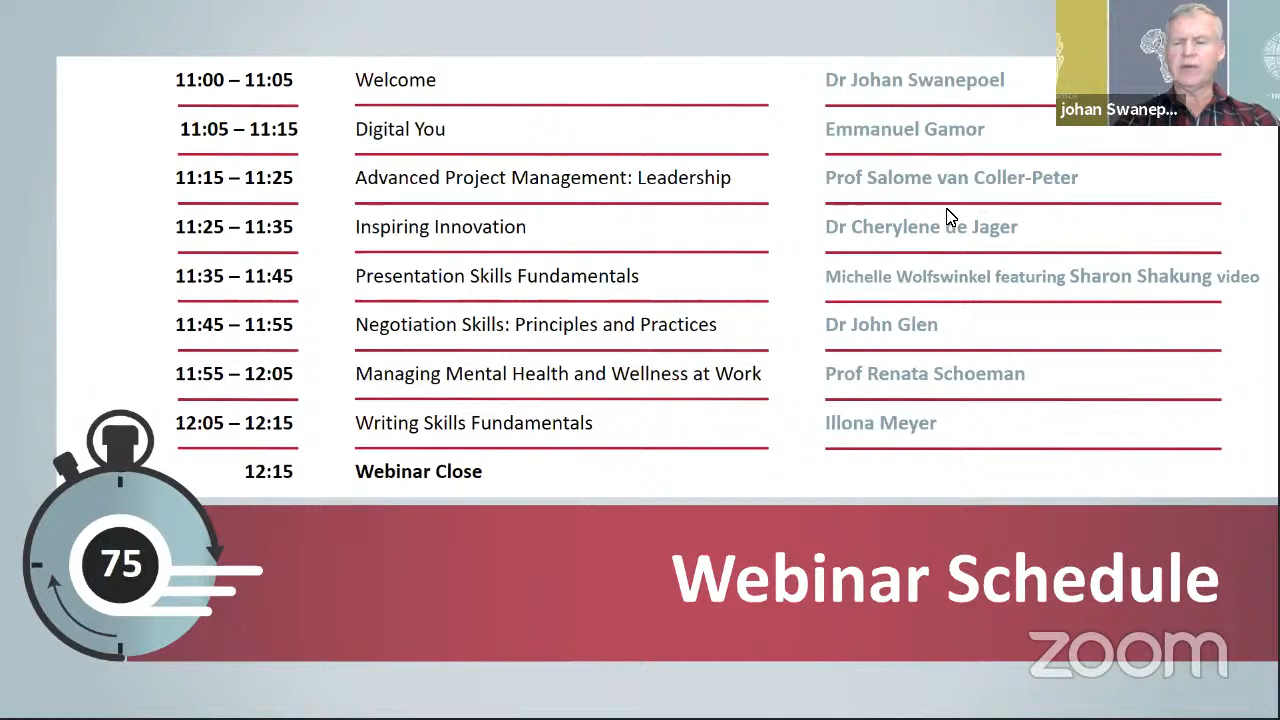 11:00 – 11:05 Welcome Dr Johan Swanepoel
johan Swanep...
11:05 – 11:15 Digital You Emmanuel Gamor
11:15 – 11:25 Advanced Project Management: Leadership Prof Salome van Coller-Peter
11:25 – 11:35 Inspiring Innovation Dr Cherylene de Jager
11:35 – 11:45 Presentation Skills Fundamentals Michelle Wolfswinkel featuring Sharon Shakung video
11:45 – 11:55 Negotiation Skills: Principles and Practices Dr John Glen
11:55 – 12:05 Managing Mental Health and Wellness at Work Prof Renata Schoeman
12:05 – 12:15 Writing Skills Fundamentals Illona Meyer
12:15 Webinar Close
75
Webinar Schedule
zoom